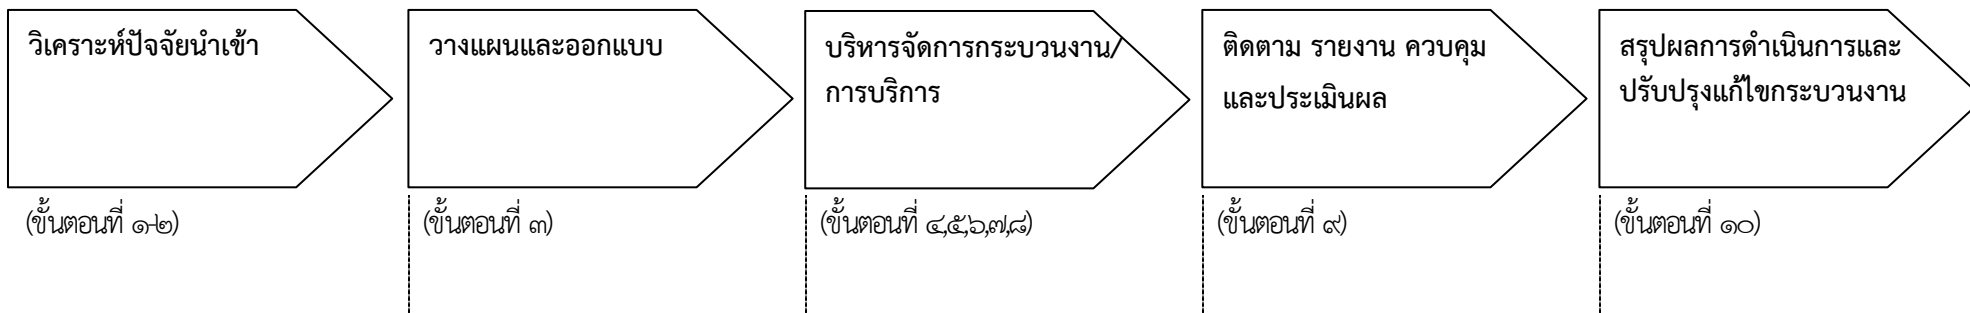 วิเคราะห์ปัจจัยนำเข้า
(ขั้นตอนที่ ๑-๒)
วางแผนและออกแบบ
(ขั้นตอนที่ ๓)
บริหารจัดการกระบวนงาน/
การบริการ
(ขั้นตอนที่ ๔,๕,๖,๗,๘)
ติดตาม รายงาน ควบคุม
และประเมินผล
(ขั้นตอนที่ ๙)
สรุปผลการดำเนินการและ
ปรับปรุงแก้ไขกระบวนงาน
(ขั้นตอนที่ ๑๐)